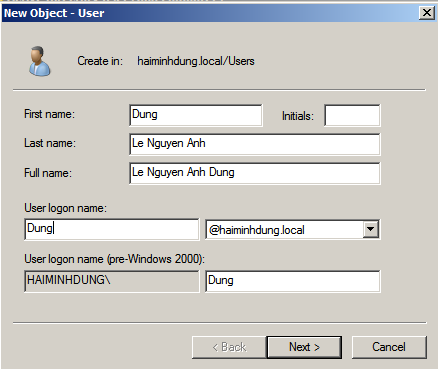 New Object - User
Create in: haiminhdung.local/Users
First name: Dung Initials:
Last name: Le Nguyen Anh
Full name: Le Nguyen Anh Dung
User logon name:
Dung @haiminhdung.local
User logon name (pre-Windows 2000):
HAIMINHDUNG\ Dung
< Back Next > Cancel